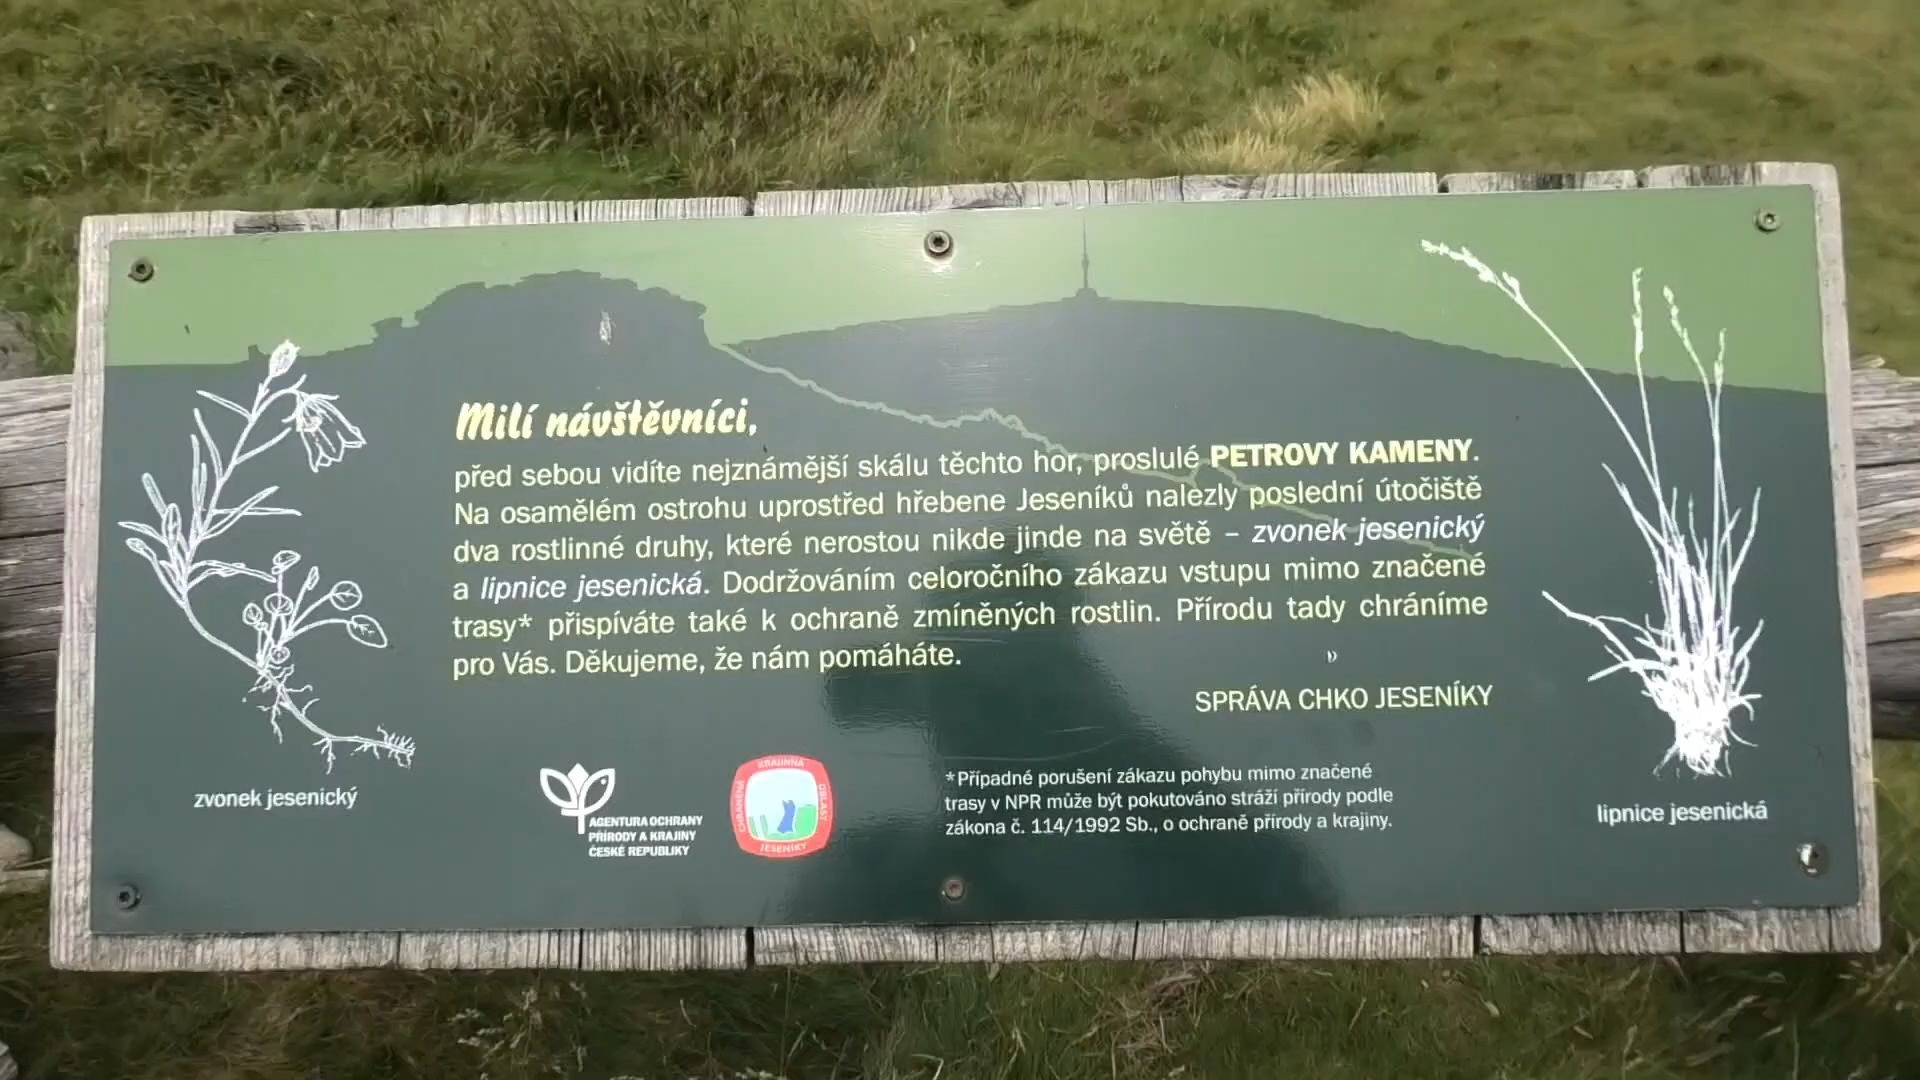 Milí návštěvníci,
před sebou vidíte nejznámější skálu těchto hor, proslulé PETROVY KAMENY.
Na osamělém ostrohu uprostřed hřebene Jeseníků nalezly poslední útočiště
dva rostlinné druhy, které nerostou nikde jinde na světě – zvonek jesenický
a lipnice jesenická. Dodržováním celoročního zákazu vstupu mimo značené
trasy* přispíváte také k ochraně zmíněných rostlin. Přírodu tady chráníme
pro Vás. Děkujeme, že nám pomáháte.
SPRÁVA CHKO JESENÍKY
zvonek jesenický
AGENTURA OCHRANY
PŘÍRODY A KRAJINY
ČESKÉ REPUBLIKY
CHRÁNĚNÁ
KRAJINNÁ
OBLAST
JESENÍKY
*Případné porušení zákazu pohybu mimo značené
trasy v NPR může být pokutováno stráží přírody podle
zákona č. 114/1992 Sb., o ochraně přírody a krajiny.
lipnice jesenická